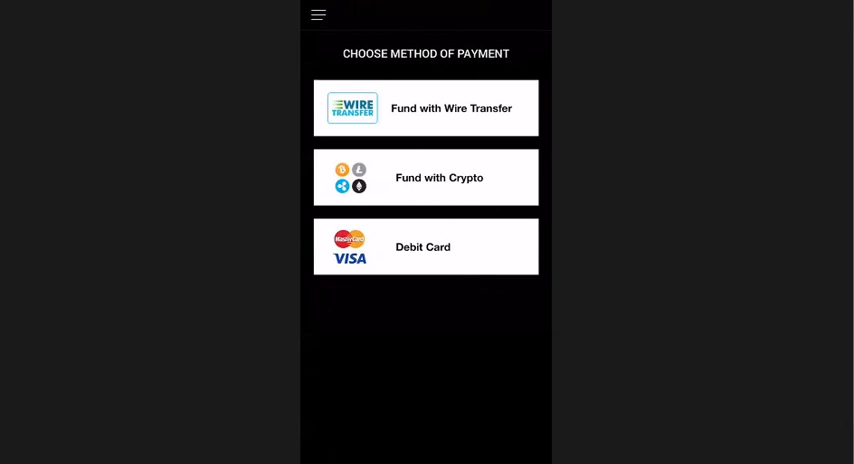 CHOOSE METHOD OF PAYMENT
WIRE
TRANSFER
Fund with Wire Transfer
Fund with Crypto
MasterCard
VISA
Debit Card